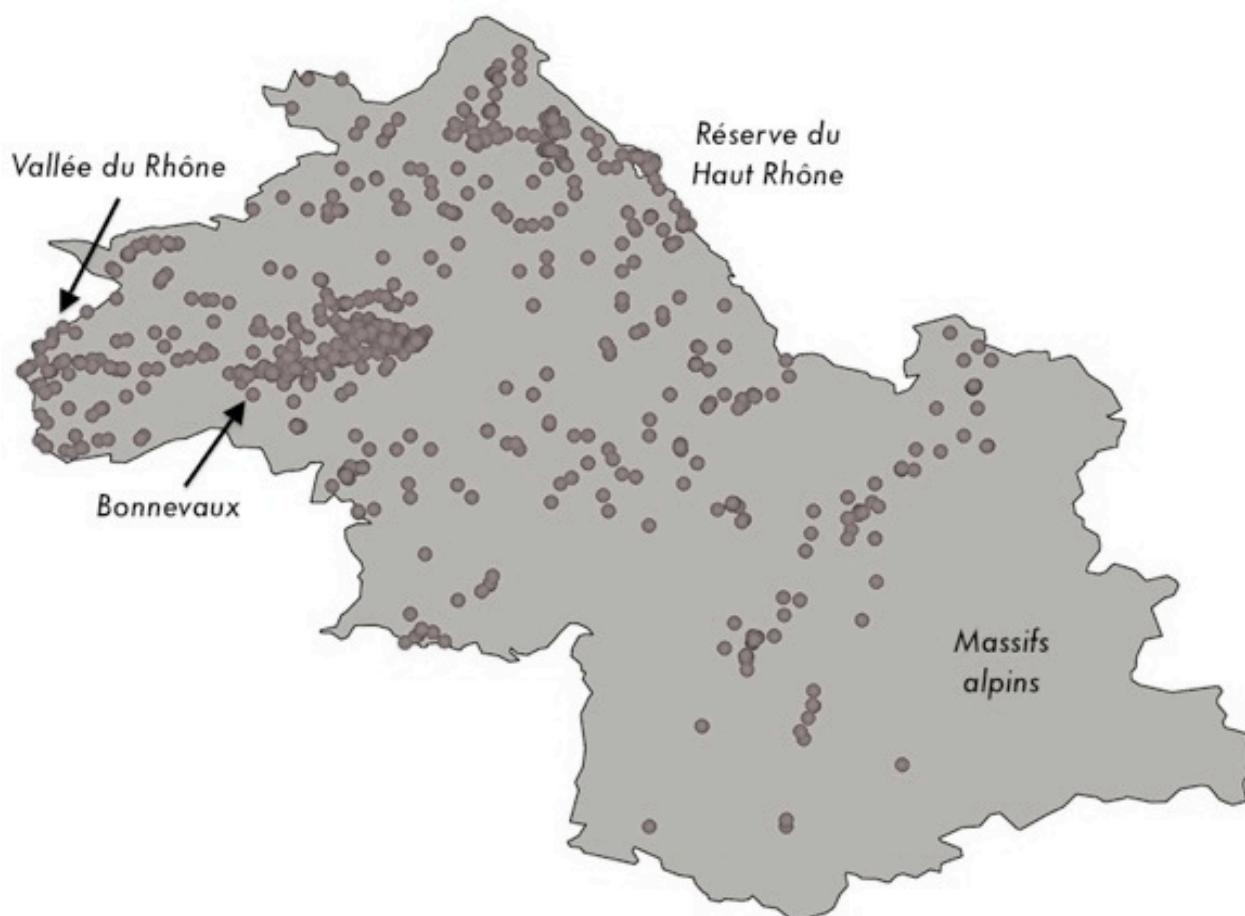 Réserve du
Haut Rhône
Vallée du Rhône
Bonnevaux
Massifs
alpins